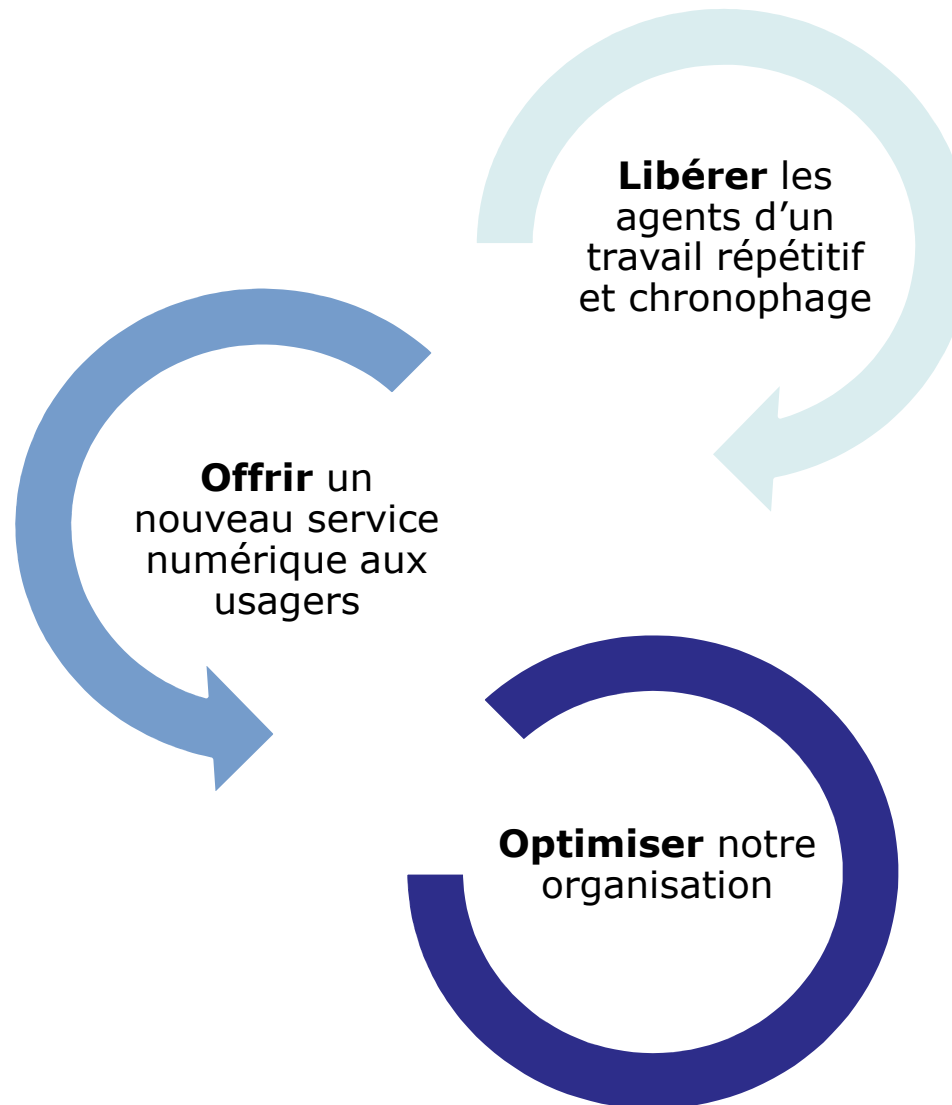 Libérer les
agents d’un
travail répétitif
et chronophage
Offrir un
nouveau service
numérique aux
usagers
Optimiser notre
organisation